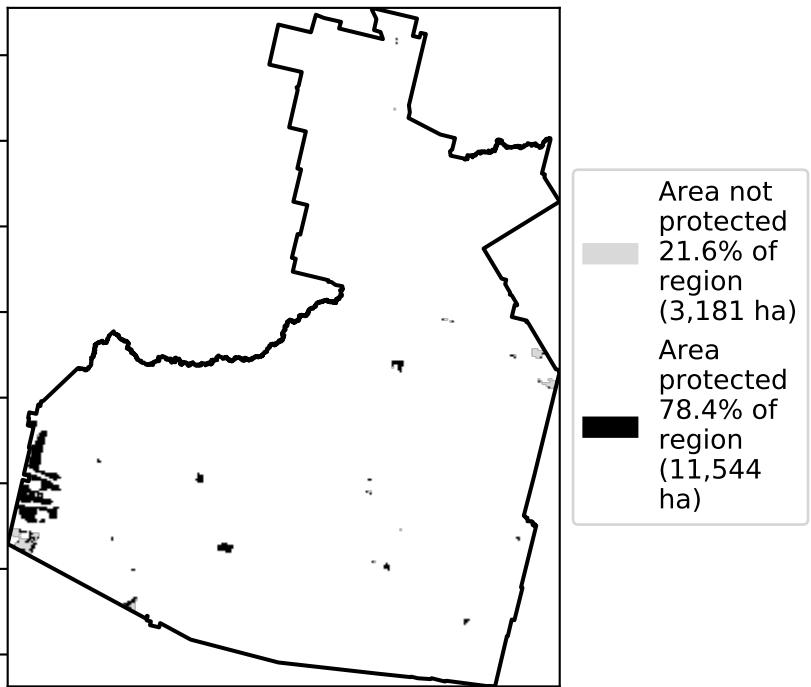 Area not
protected
21.6% of
region
(3,181 ha)
Area
protected
78.4% of
region
(11,544
ha)